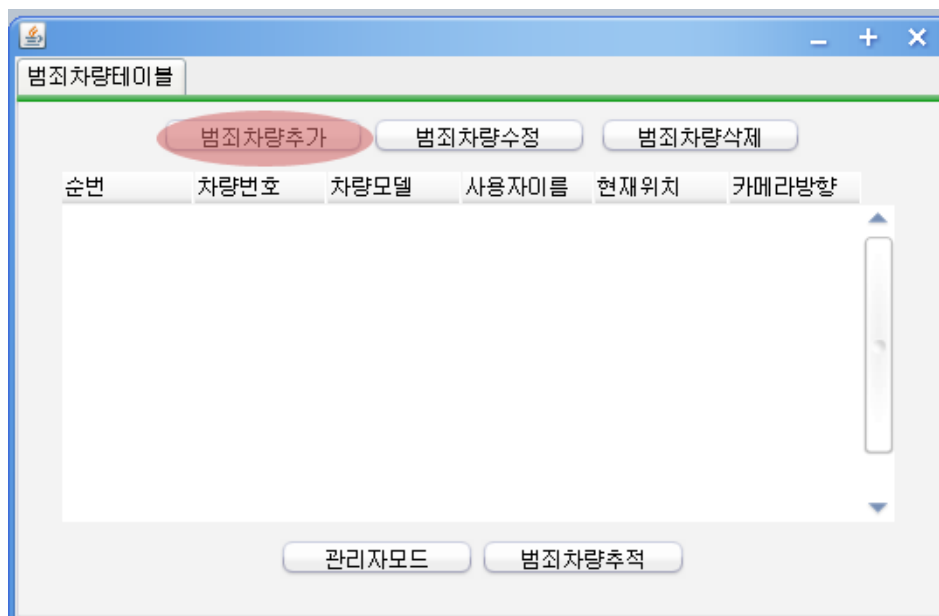 범죄차량테이블
범죄차량추가 범죄차량수정 범죄차량삭제
순번 차량번호 차량모델 사용자이름 현재위치 카메라방향
관리자모드 범죄차량추적